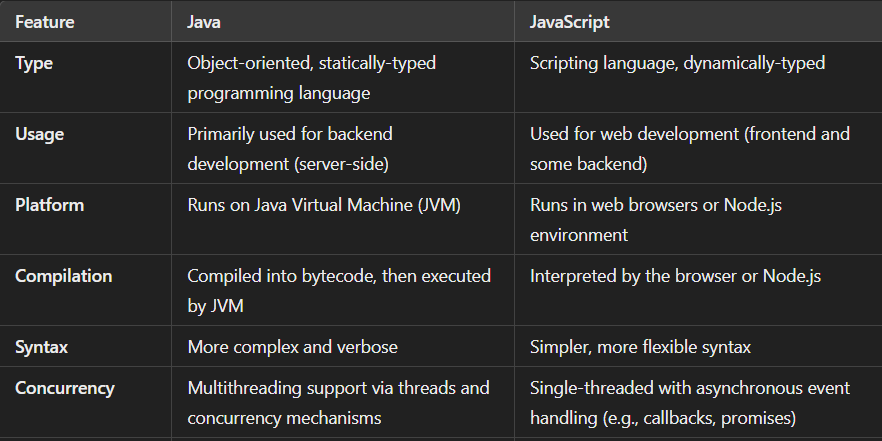 Feature Java JavaScript
Type Object-oriented, statically-typed Scripting language, dynamically-typed
programming language
Usage Primarily used for backend Used for web development (frontend and
development (server-side) some backend)
Platform Runs on Java Virtual Machine (JVM) Runs in web browsers or Node.js
environment
Compilation Compiled into bytecode, then executed Interpreted by the browser or Node.js
by JVM
Syntax More complex and verbose Simpler, more flexible syntax
Concurrency Multithreading support via threads and Single-threaded with asynchronous event
concurrency mechanisms handling (e.g., callbacks, promises)